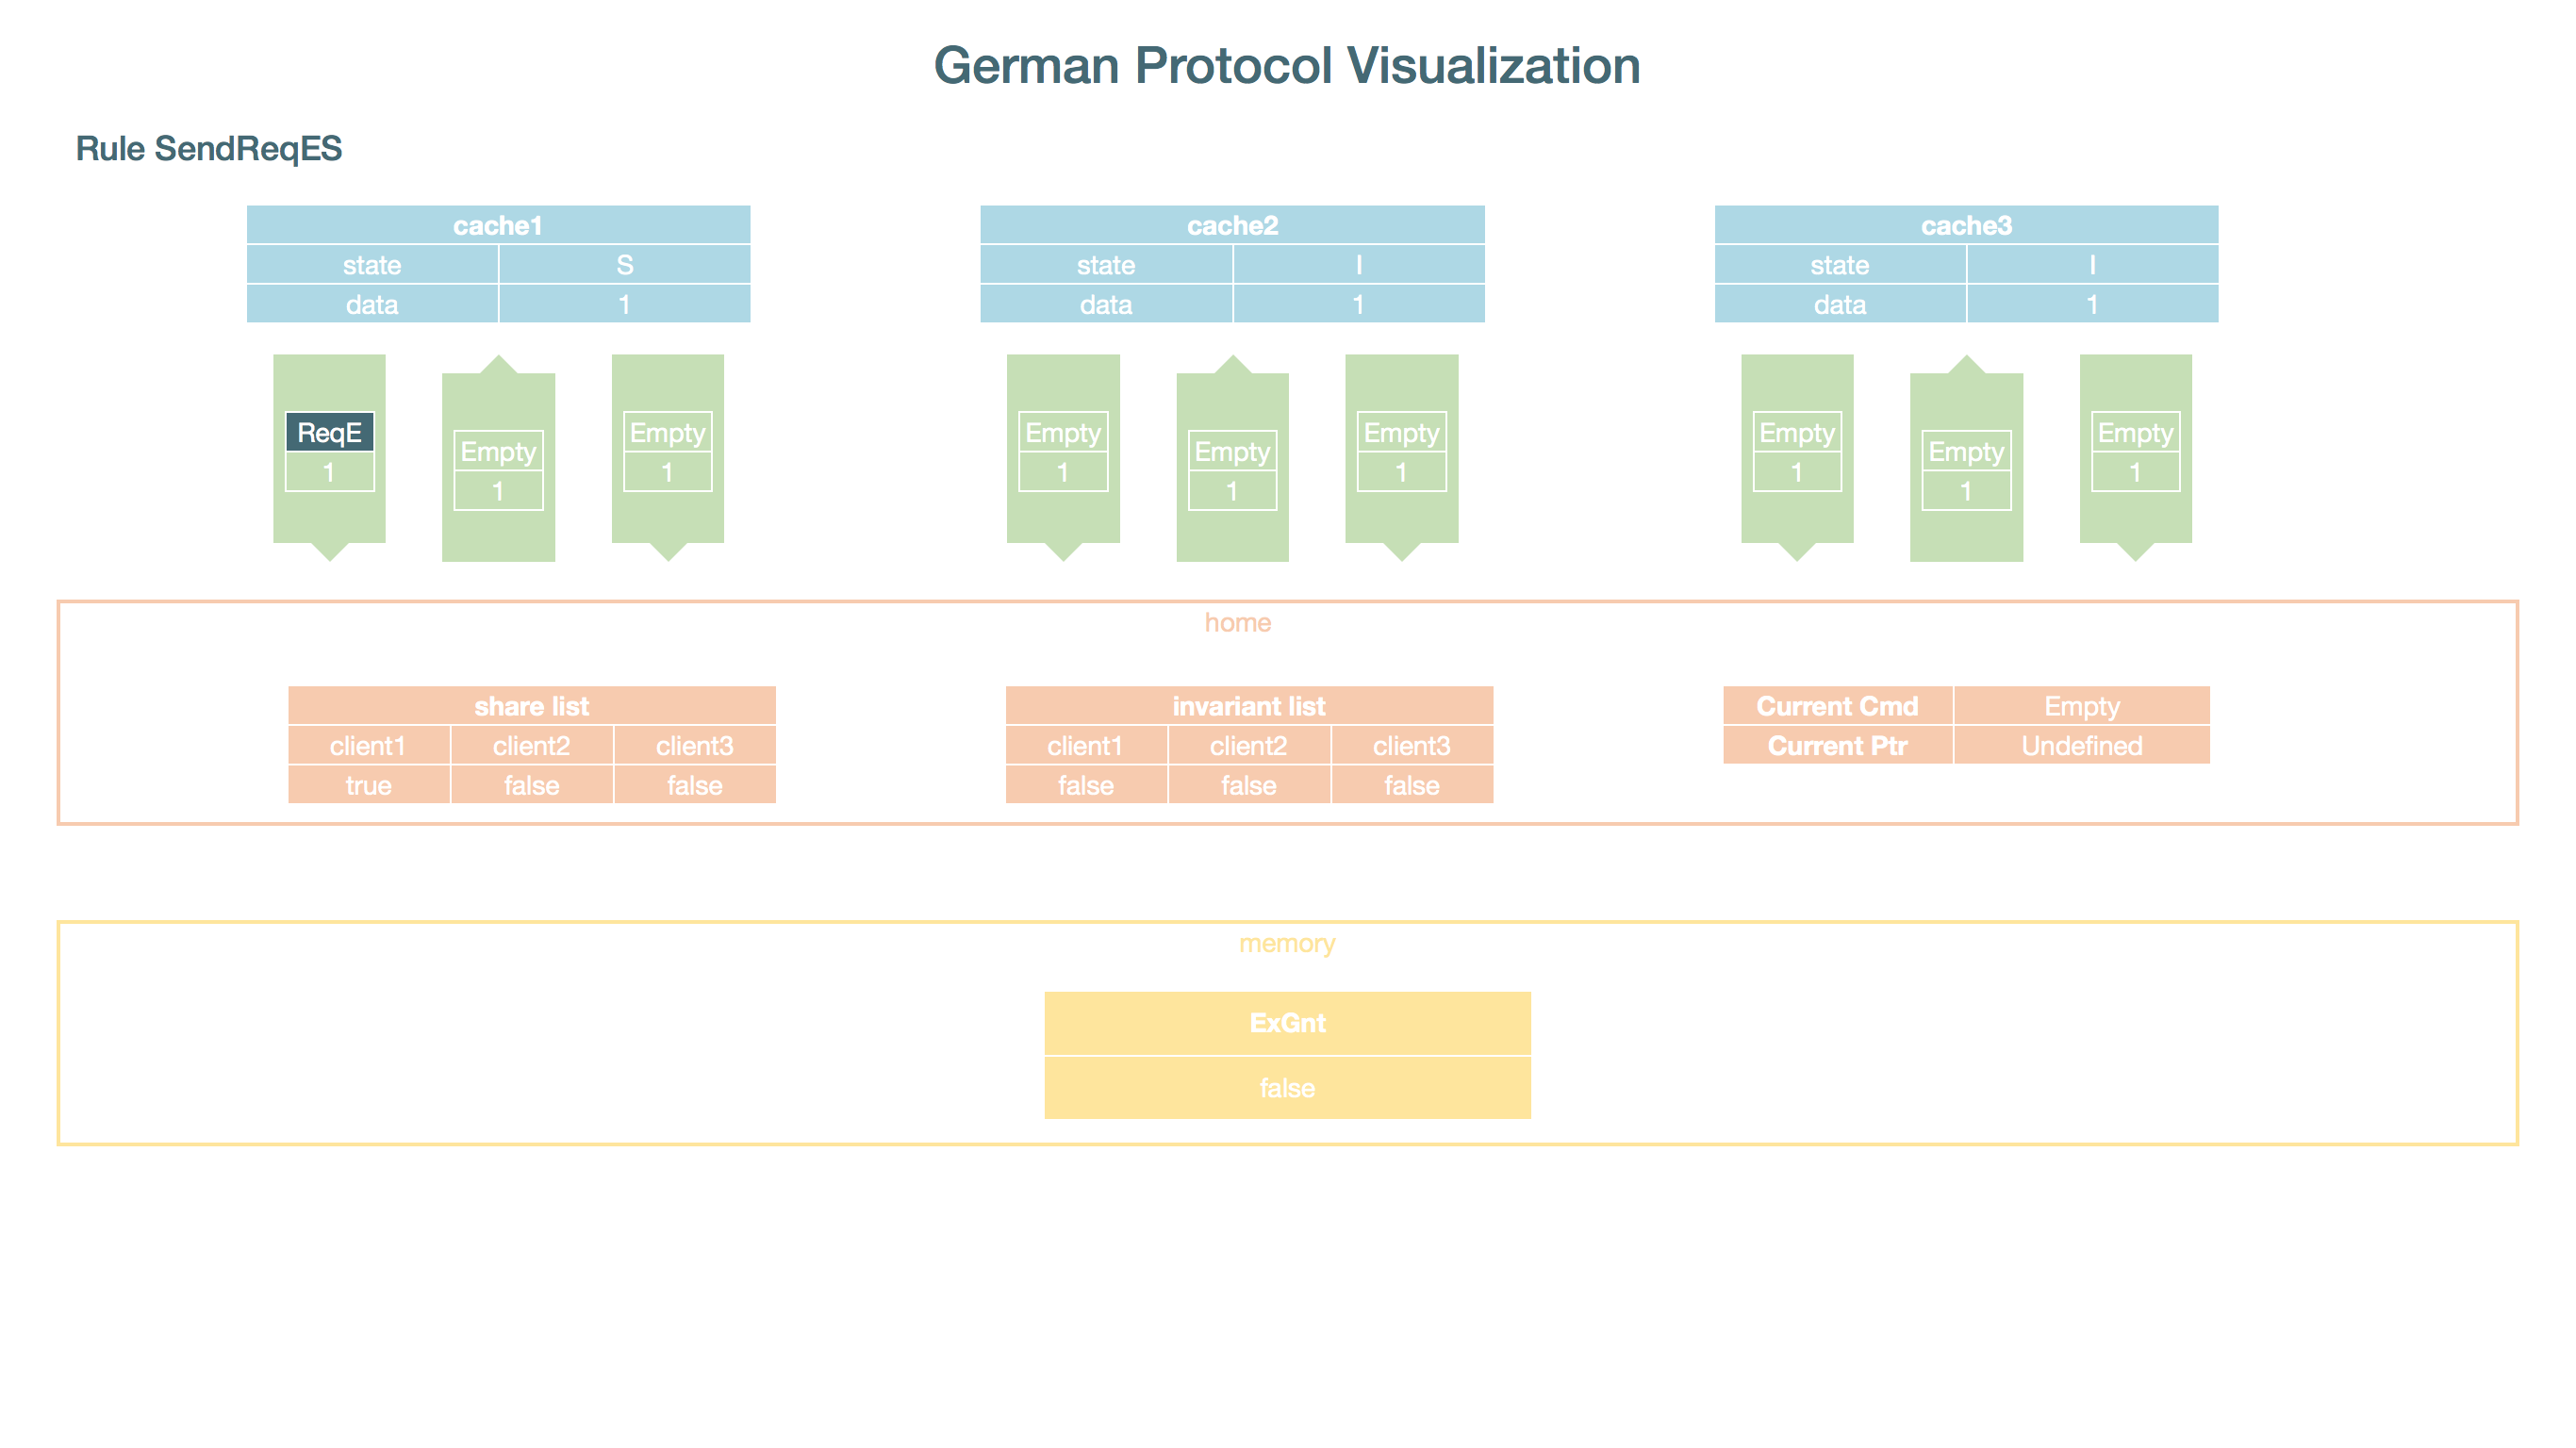 German Protocol Visualization
Rule SendReqES
cache1 cache2 cache3
state S state I state I
data 1 data 1 data 1
ReqE Empty Empty Empty Empty Empty Empty Empty Empty
1 1 1 1 1 1 1 1 1
home
share list invariant list Current Cmd Empty
client1 client2 client3 client1 client2 client3 Current Ptr Undefined
true false false false false false
memory
ExGnt
false